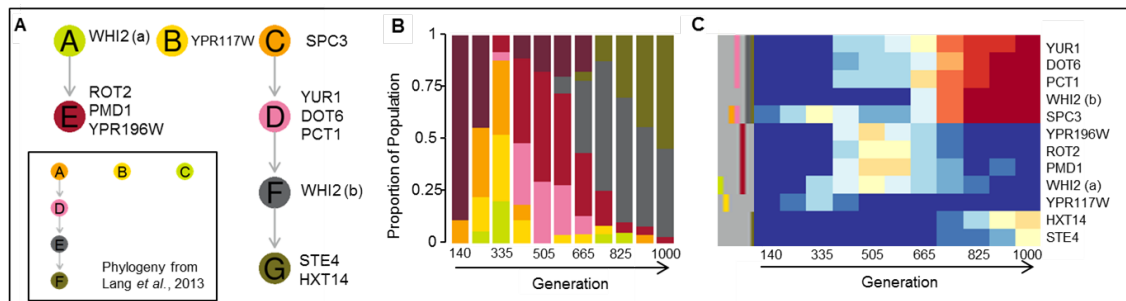 A
A WHI2 (a)
B YPR117W
C SPC3
E ROT2
PMD1
YPR196W
D YUR1
DOT6
PCT1
F WHI2 (b)
G STE4
HXT14
A B C
D
E
F
Phylogeny from
Lang et al., 2013
B
Proportion of Population
1
0.75
0.5
0.25
0
140 335 505 665 825 1000
Generation
C
YUR1
DOT6
PCT1
WHI2 (b)
SPC3
YPR196W
ROT2
PMD1
WHI2 (a)
YPR117W
HXT14
STE4
140 335 505 665 825 1000
Generation